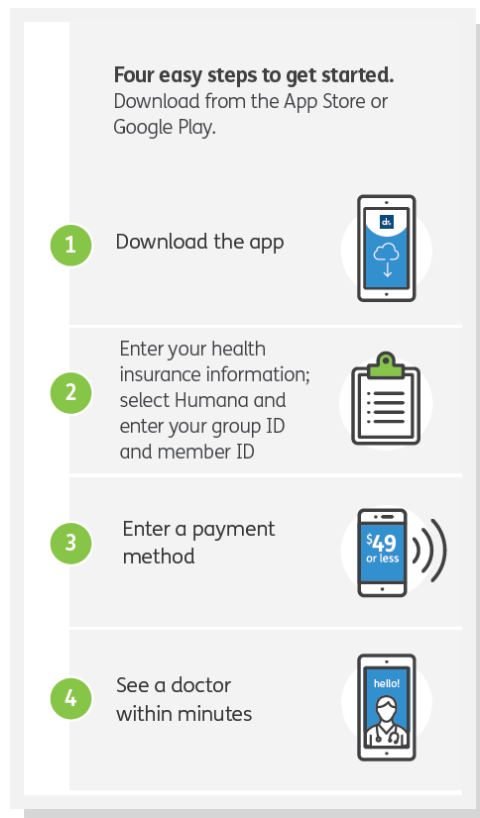 Four easy steps to get started.
Download from the App Store or
Google Play.
1
Download the app
2
Enter your health
insurance information;
select Humana and
enter your group ID
and member ID
3
Enter a payment
method
$49
or less
4
See a doctor
within minutes
hello!